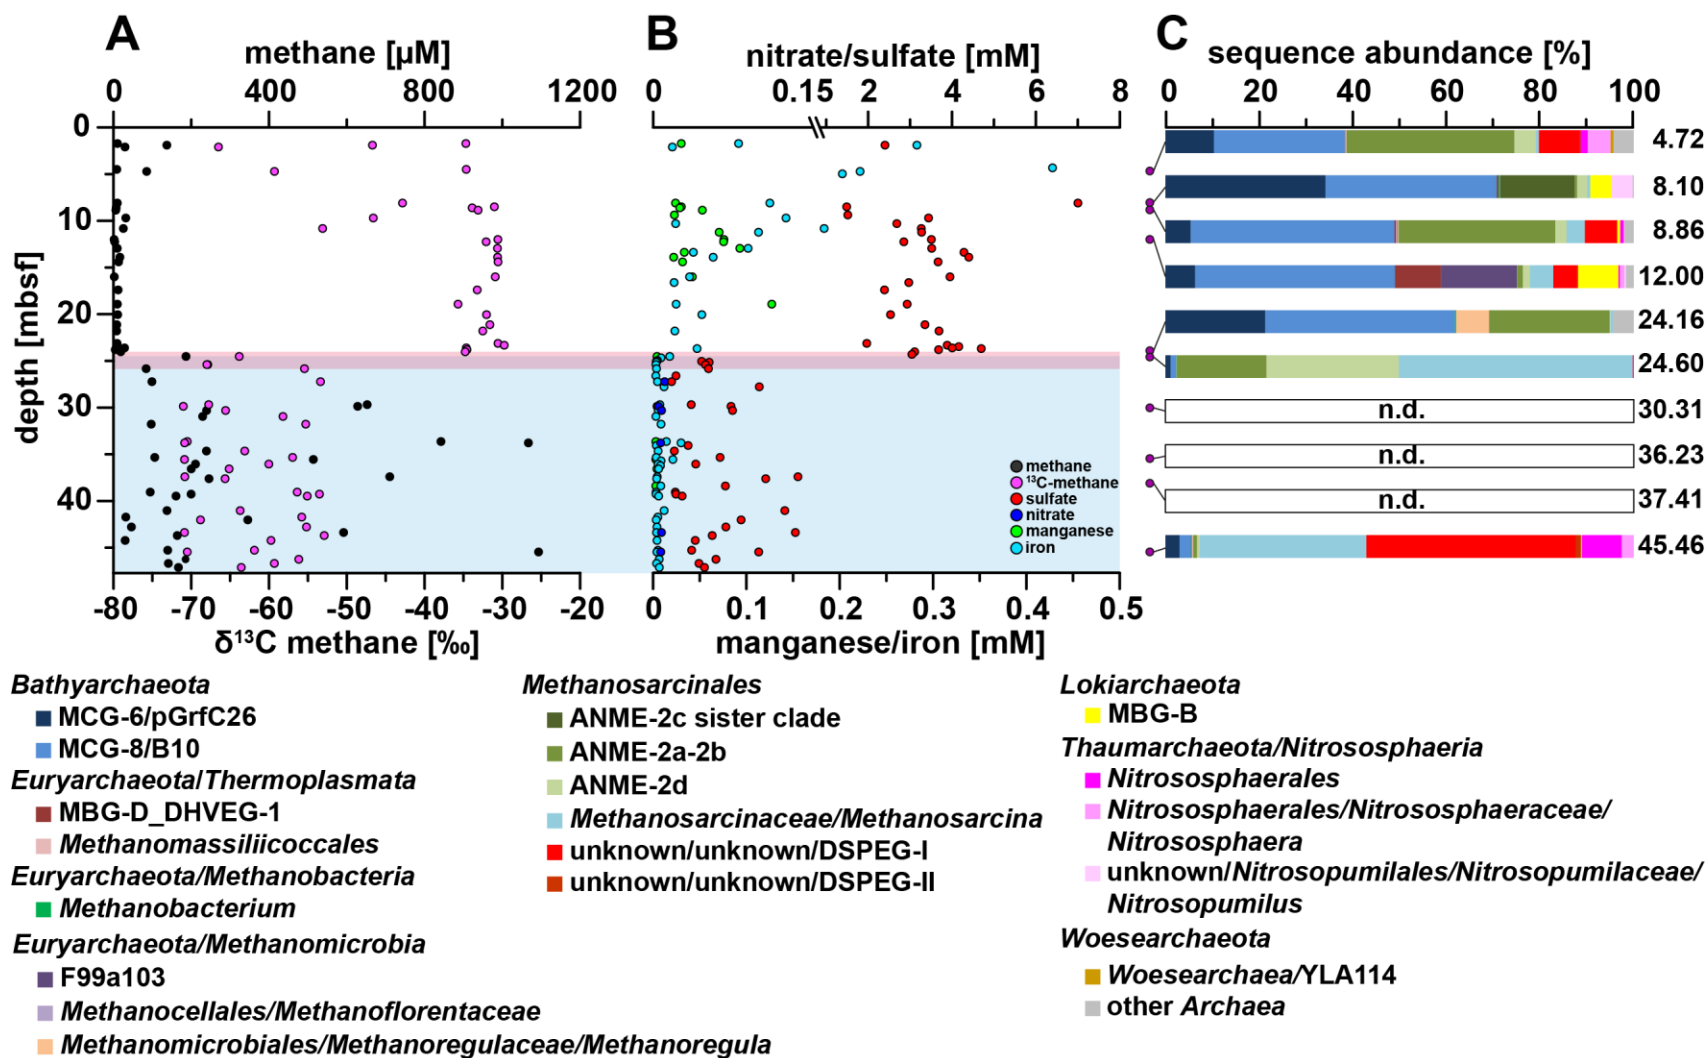 A
B
C
methane [µM]
nitrate/sulfate [mM]
sequence abundance [%]
0 400 800 1200
0 0.15 2 4 6 8
0 20 40 60 80 100
depth [mbsf]
0
10
20
30
40
4.72
8.10
8.86
12.00
24.16
24.60
n.d. 30.31
n.d. 36.23
n.d. 37.41
45.46
methane
¹³C-methane
sulfate
nitrate
manganese
iron
-80 -70 -60 -50 -40 -30 -20
0 0.1 0.2 0.3 0.4 0.5
δ¹³C methane [‰]
manganese/iron [mM]
Bathyarchaeota
MCG-6/pGrfC26
MCG-8/B10
Euryarchaeota/Thermoplasmata
MBG-D_DHVEG-1
Methanomassiliicoccales
Euryarchaeota/Methanobacteria
Methanobacterium
Euryarchaeota/Methanomicrobia
F99a103
Methanocellales/Methanoflorentaceae
Methanomicrobiales/Methanoregulaceae/Methanoregula
Methanosarcinales
ANME-2c sister clade
ANME-2a-2b
ANME-2d
Methanosarcinaceae/Methanosarcina
unknown/unknown/DSPEG-I
unknown/unknown/DSPEG-II
Lokiarchaeota
MBG-B
Thaumarchaeota/Nitrososphaeria
Nitrososphaerales
Nitrososphaerales/Nitrososphaeraceae/
Nitrososphaera
unknown/Nitrosopumilales/Nitrosopumilaceae/
Nitrosopumilus
Woesearchaeota
Woesearchaea/YLA114
other Archaea